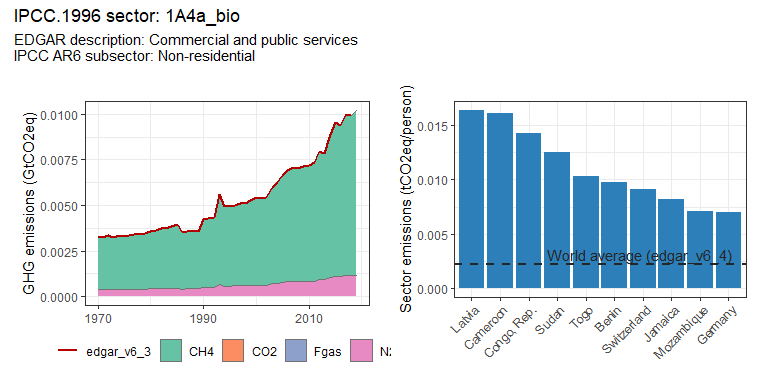 IPCC.1996 sector: 1A4a_bio
EDGAR description: Commercial and public services
IPCC AR6 subsector: Non-residential
GHG emissions (GtCO2eq)
0.0100
0.0075
0.0050
0.0025
0.0000
1970
1990
2010
edgar_v6_3
CH4
CO2
Fgas
N2
Sector emissions (tCO2eq/person)
0.015
0.010
0.005
0.000
World average (edgar_v6_4)
Latvia
Cameroon
Congo, Rep.
Sudan
Togo
Benin
Switzerland
Jamaica
Mozambique
Germany